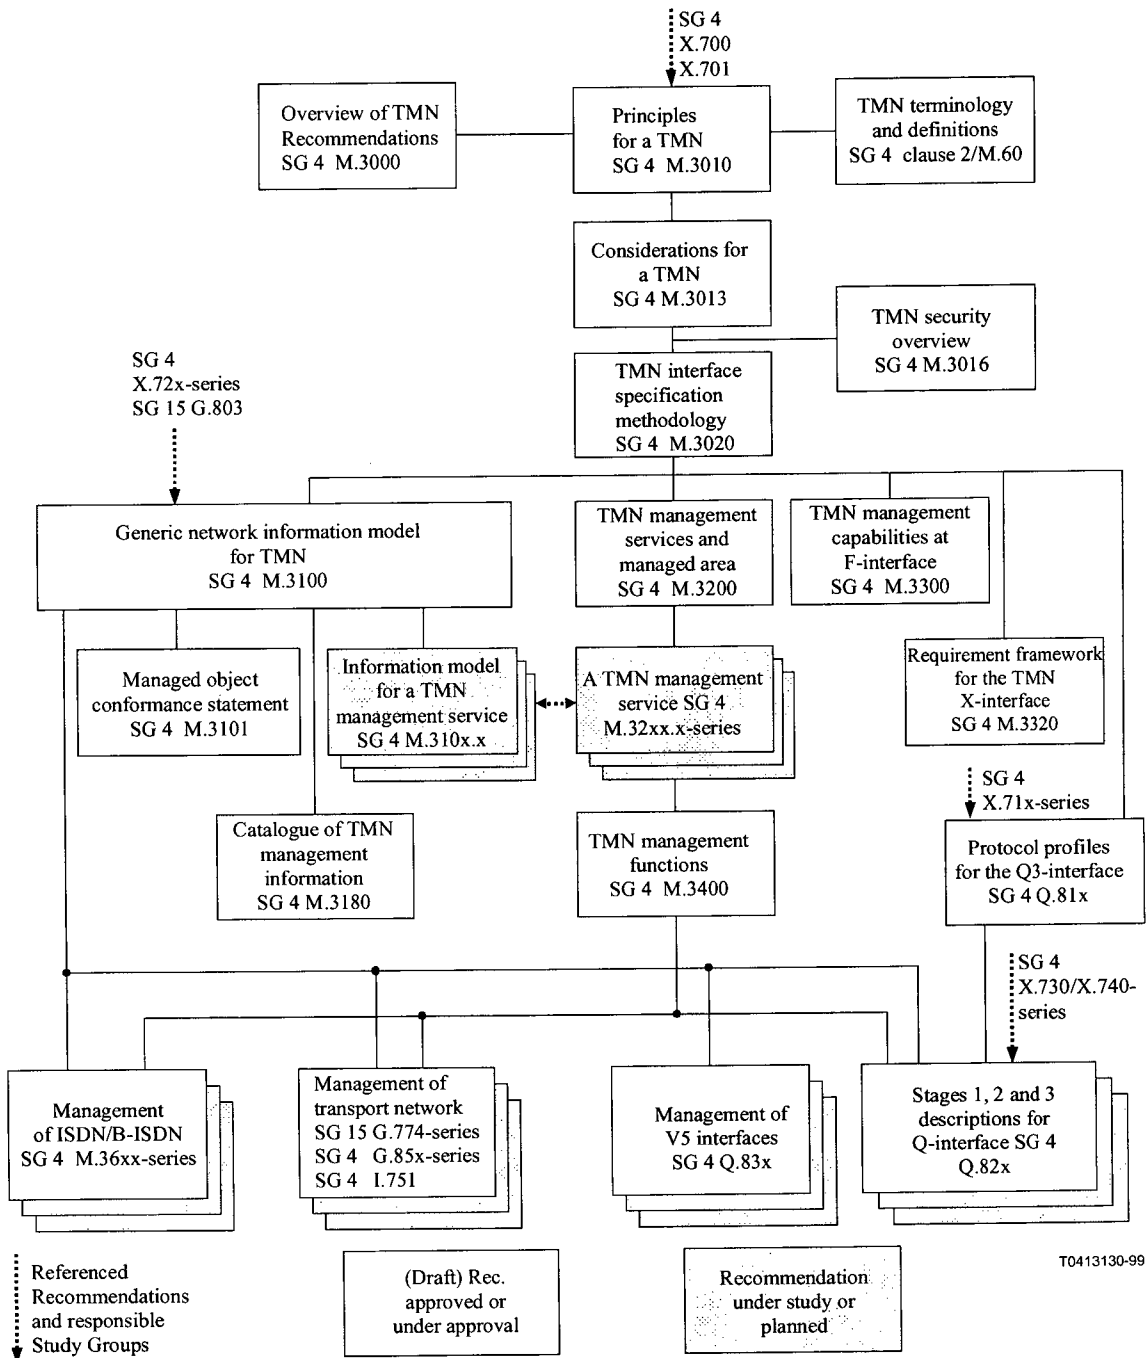 SG 4
X.700
X.701
Overview of TMN
Recommendations
SG 4 M.3000
Principles
for a TMN
SG 4 M.3010
TMN terminology
and definitions
SG 4 clause 2/M.60
Considerations for
a TMN
SG 4 M.3013
TMN security
overview
SG 4 M.3016
SG 4
X.72x-series
SG 15 G.803
TMN interface
specification
methodology
SG 4 M.3020
Generic network information model
for TMN
SG 4 M.3100
TMN management
services and
managed area
SG 4 M.3200
TMN management
capabilities at
F-interface
SG 4 M.3300
Managed object
conformance statement
SG 4 M.3101
Information model
for a TMN
management service
SG 4 M.310x.x
A TMN management
service SG 4
M.32xx.x-series
Requirement framework
for the TMN
X-interface
SG 4 M.3320
SG 4
X.71x-series
Catalogue of TMN
management
information
SG 4 M.3180
TMN management
functions
SG 4 M.3400
Protocol profiles
for the Q3-interface
SG 4 Q.81x
SG 4
X.730/X.740-
series
Management
of ISDN/B-ISDN
SG 4 M.36xx-series
Management of
transport network
SG 15 G.774-series
SG 4 G.85x-series
SG 4 I.751
Management of
V5 interfaces
SG 4 Q.83x
Stages 1, 2 and 3
descriptions for
Q-interface SG 4
Q.82x
Referenced
Recommendations
and responsible
Study Groups
(Draft) Rec.
approved or
under approval
Recommendation
under study or
planned
T0413130-99